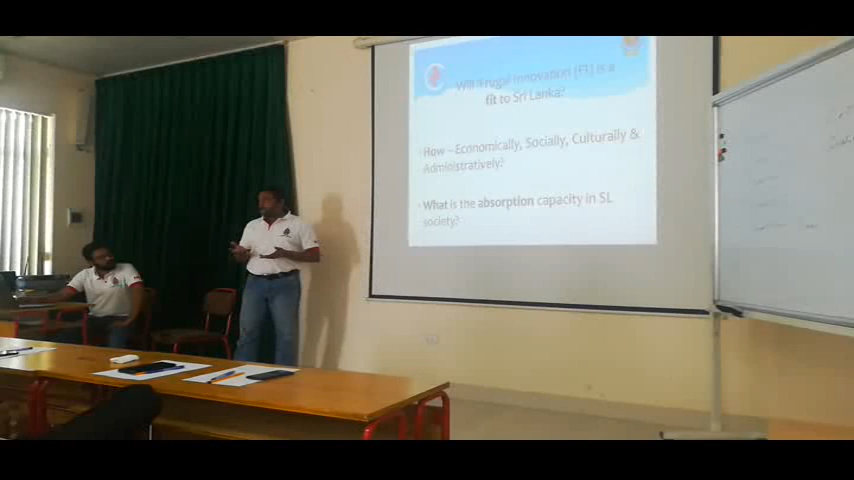 Will Frugal Innovation (FI) is a
fit to Sri Lanka?
How – Economically, Socially, Culturally &
Administratively?
What is the absorption capacity in SL
society?